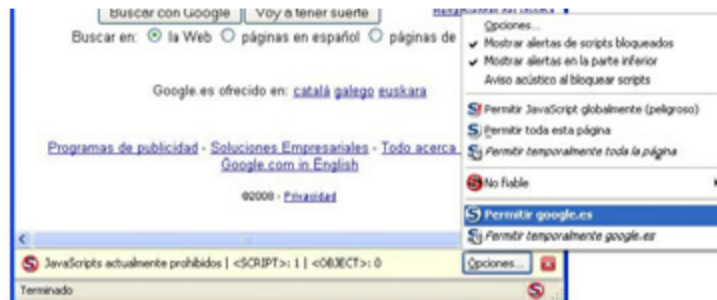 Buscar con Google Voy a tener suerte Herramientas del idioma
Buscar en: la Web páginas en español páginas de
Google.es ofrecido en: català galego euskara
Programas de publicidad - Soluciones Empresariales - Todo acerca
Google.com in English
©2008 - Privacidad
JavaScripts actualmente prohibidos | <SCRIPT>: 1 | <OBJECT>: 0 Opciones...
Terminado
Opciones...
Mostrar alertas de scripts bloqueados
Mostrar alertas en la parte inferior
Aviso acústico al bloquear scripts
Permitir JavaScript globalmente (peligroso)
Permitir toda esta página
Permitir temporalmente toda la página
No fiable
Permitir google.es
Permitir temporalmente google.es